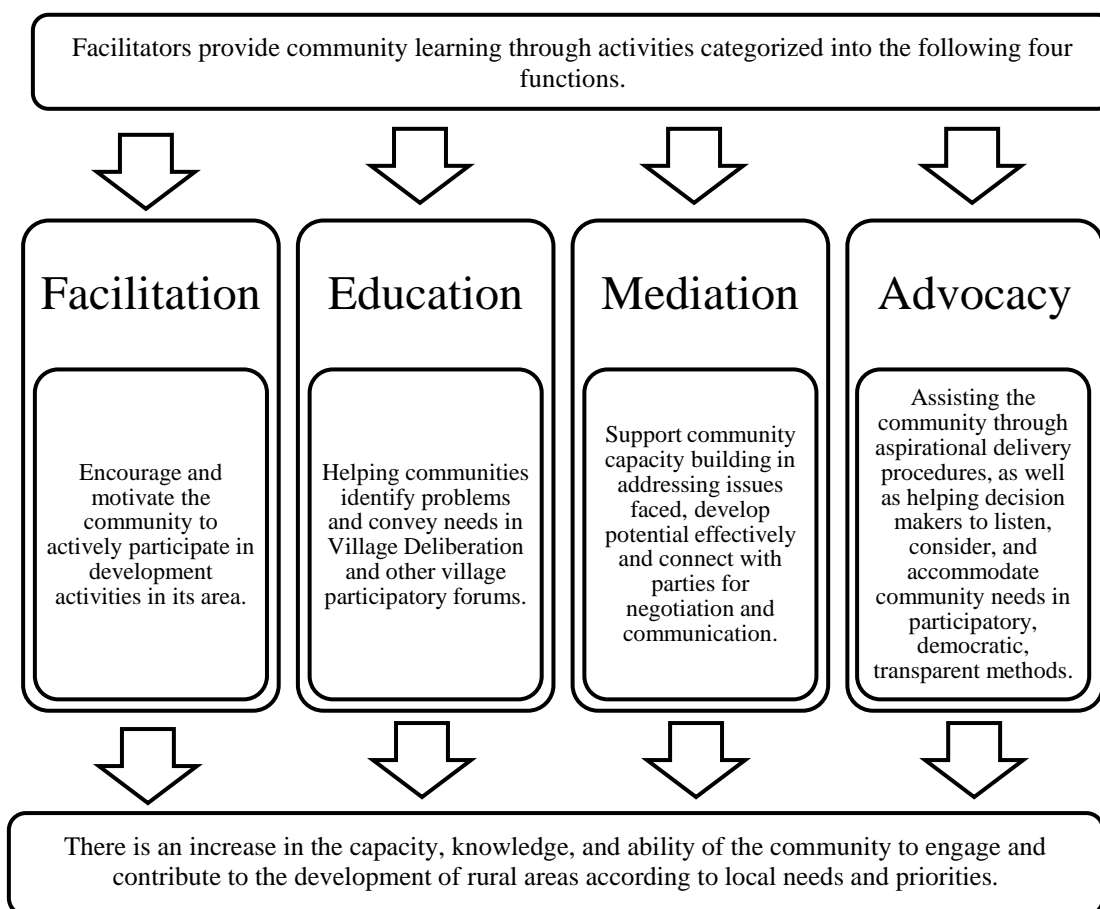 Facilitators provide community learning through activities categorized into the following four
functions.
Facilitation
Encourage and
motivate the
community to
actively participate in
development
activities in its area.
Education
Helping communities
identify problems
and convey needs in
Village Deliberation
and other village
participatory forums.
Mediation
Support community
capacity building in
addressing issues
faced, develop
potential effectively
and connect with
parties for
negotiation and
communication.
Advocacy
Assisting the
community through
aspirational delivery
procedures, as well
as helping decision
makers to listen,
consider, and
accommodate
community needs in
participatory,
democratic,
transparent methods.
There is an increase in the capacity, knowledge, and ability of the community to engage and
contribute to the development of rural areas according to local needs and priorities.